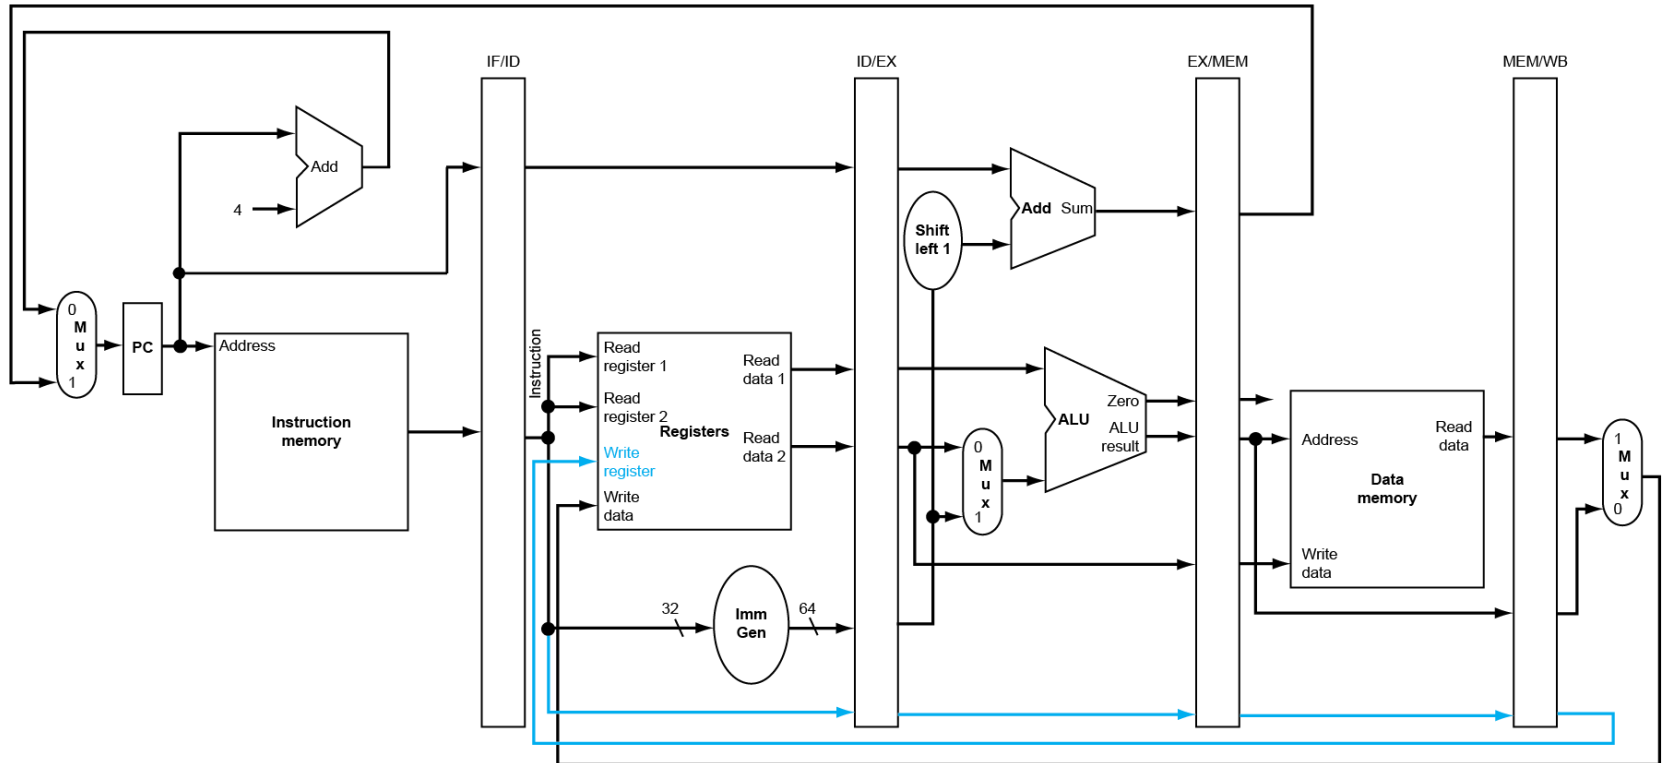 IF/ID
ID/EX
EX/MEM
MEM/WB
Add
4
Shift
left 1
Add Sum
0
M
u
x
1
PC
Address
Instruction
memory
Instruction
Read
register 1
Read
register 2
Write
register
Write
data
Registers
Read
data 1
Read
data 2
0
M
u
x
1
Zero
ALU
ALU
result
Address
Read
data
Data
memory
Write
data
1
M
u
x
0
32
Imm
Gen
64